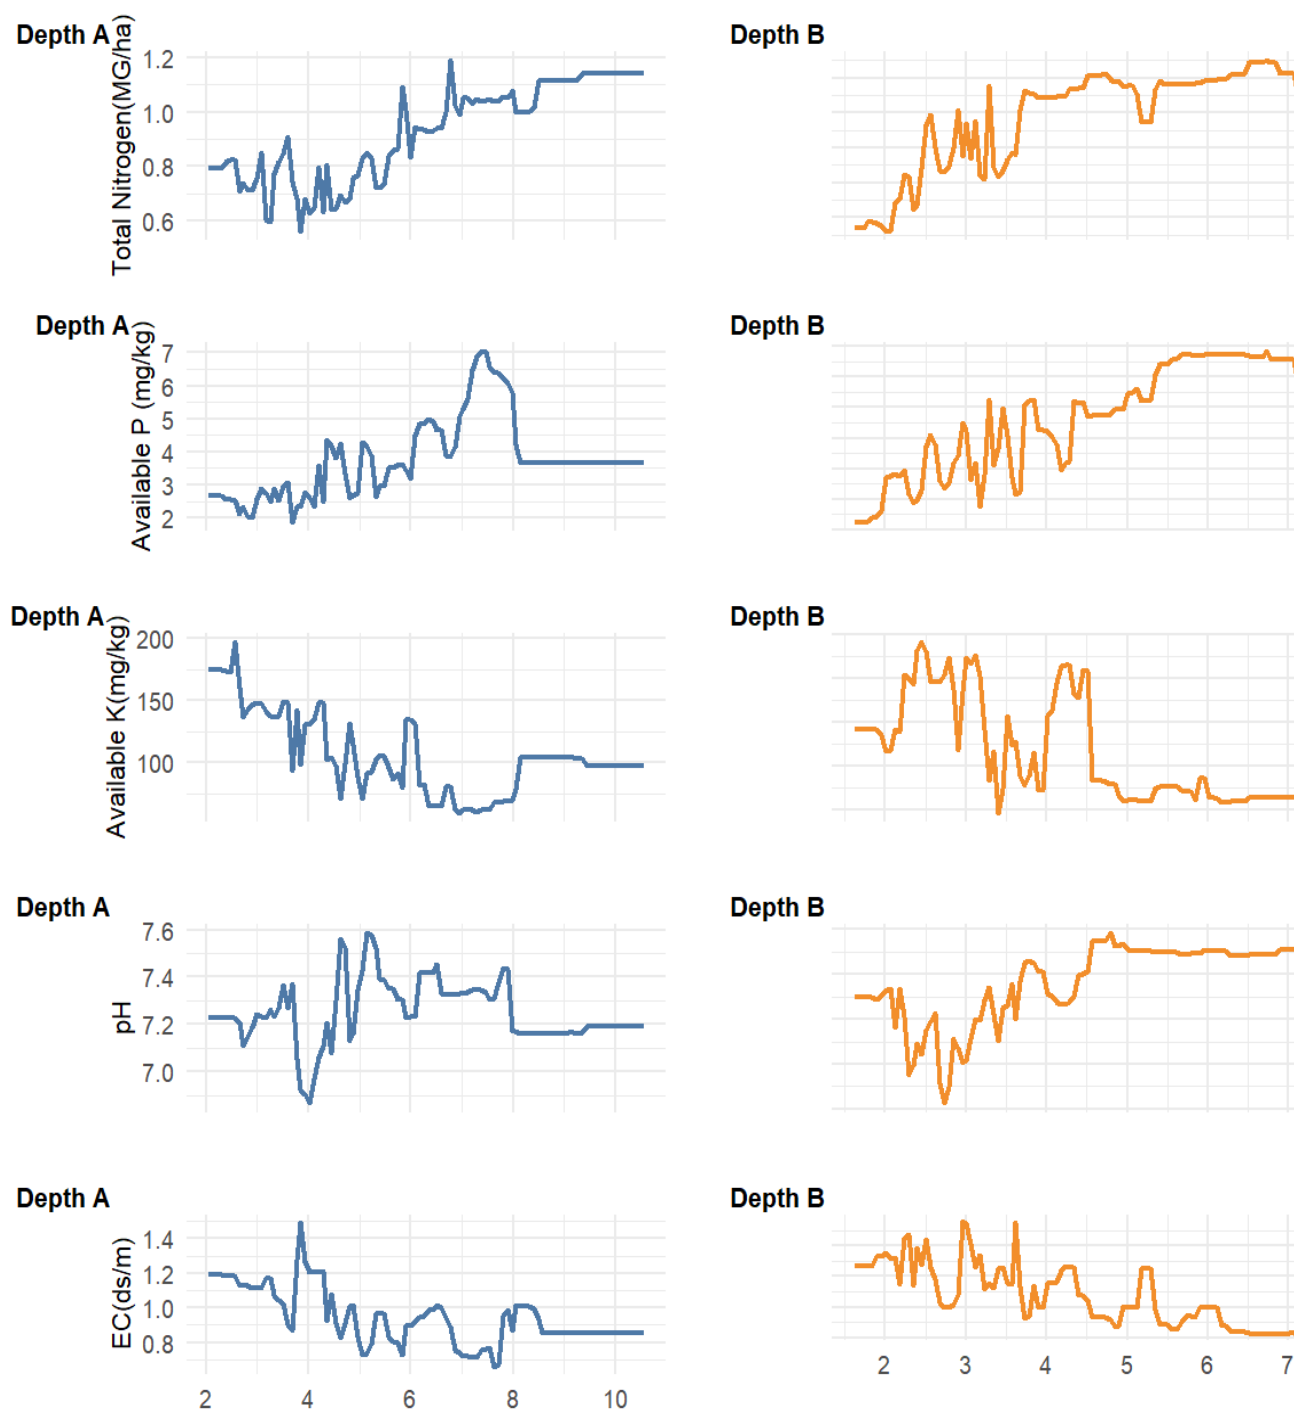 Depth A
Depth B
Total Nitrogen(MG/ha)
1.2
1.0
0.8
0.6
Depth A
Depth B
Available P (mg/kg)
7
6
5
4
3
2
Depth A
Depth B
Available K(mg/kg)
200
150
100
Depth A
Depth B
pH
7.6
7.4
7.2
7.0
Depth A
Depth B
EC(ds/m)
1.4
1.2
1.0
0.8
2 4 6 8 10
2 3 4 5 6 7